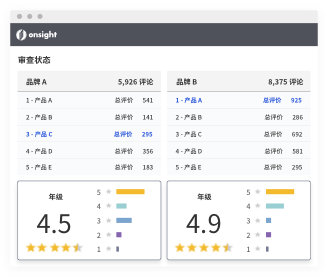 onsight
审查状态
品牌 A 5,926 评论
1 - 产品 A 总评价 541
2 - 产品 B 总评价 141
3 - 产品 C 总评价 295
4 - 产品 D 总评价 356
5 - 产品 E 总评价 183
品牌 B 8,375 评论
1 - 产品 A 总评价 925
2 - 产品 B 总评价 286
3 - 产品 C 总评价 692
4 - 产品 D 总评价 581
5 - 产品 E 总评价 295
年级
4.5
5
4
3
2
1
年级
4.9
5
4
3
2
1